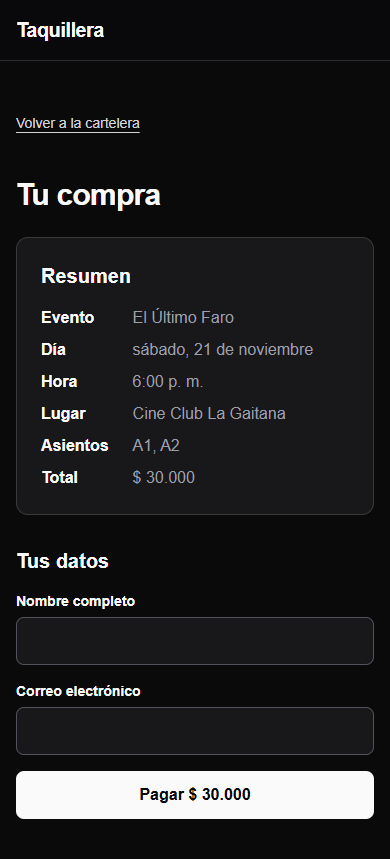 Taquillera
Volver a la cartelera
Tu compra
Resumen
Evento El Último Faro
Día sábado, 21 de noviembre
Hora 6:00 p. m.
Lugar Cine Club La Gaitana
Asientos A1, A2
Total $ 30.000
Tus datos
Nombre completo
Correo electrónico
Pagar $ 30.000